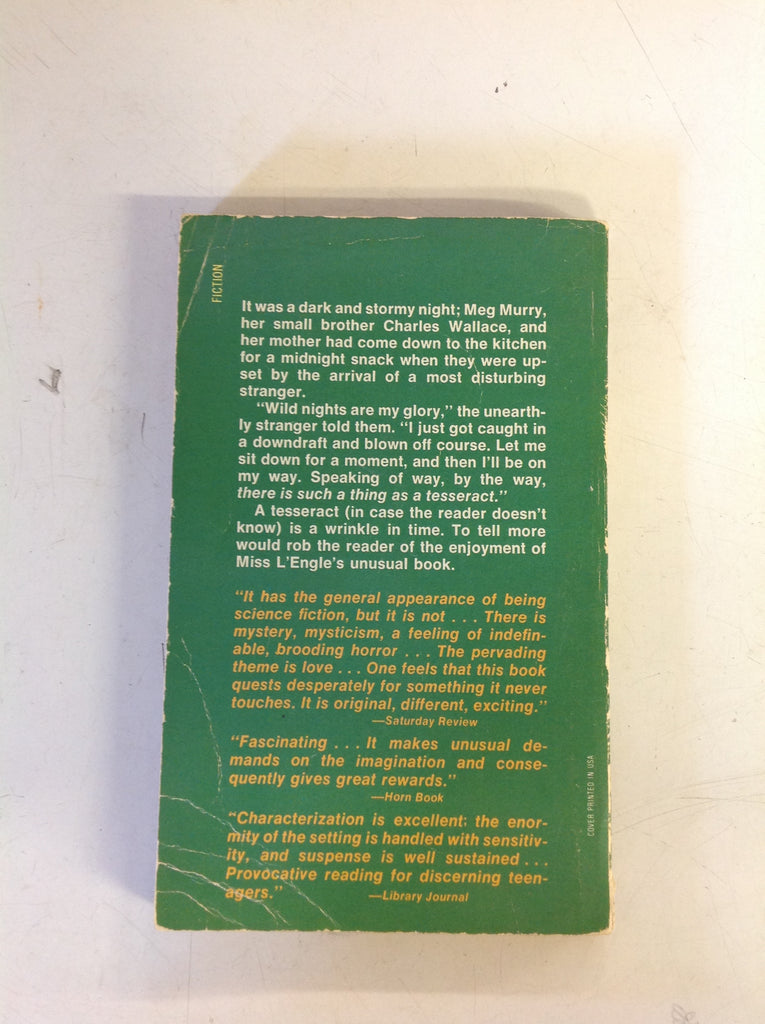 FICTION
It was a dark and stormy night; Meg Murry,
her small brother Charles Wallace, and
her mother had come down to the kitchen
for a midnight snack when they were up-
set by the arrival of a most disturbing
stranger.
"Wild nights are my glory," the unearth-
ly stranger told them. "I just got caught in
a downdraft and blown off course. Let me
sit down for a moment, and then I'll be on
my way. Speaking of way, by the way,
there is such a thing as a tesseract."
A tesseract (in case the reader doesn't
know) is a wrinkle in time. To tell more
would rob the reader of the enjoyment of
Miss L'Engle's unusual book.
"It has the general appearance of being
science fiction, but it is not . . . There is
mystery, mysticism, a feeling of indefin-
able, brooding horror . . . The pervading
theme is love . . . One feels that this book
quests desperately for something it never
touches. It is original, different, exciting."
—Saturday Review
"Fascinating . . . It makes unusual de-
mands on the imagination and conse-
quently gives great rewards."
—Horn Book
"Characterization is excellent; the enor-
mity of the setting is handled with sensitiv-
ity, and suspense is well sustained . . .
Provocative reading for discerning teen-
agers."
—Library Journal
COVER PRINTED IN USA